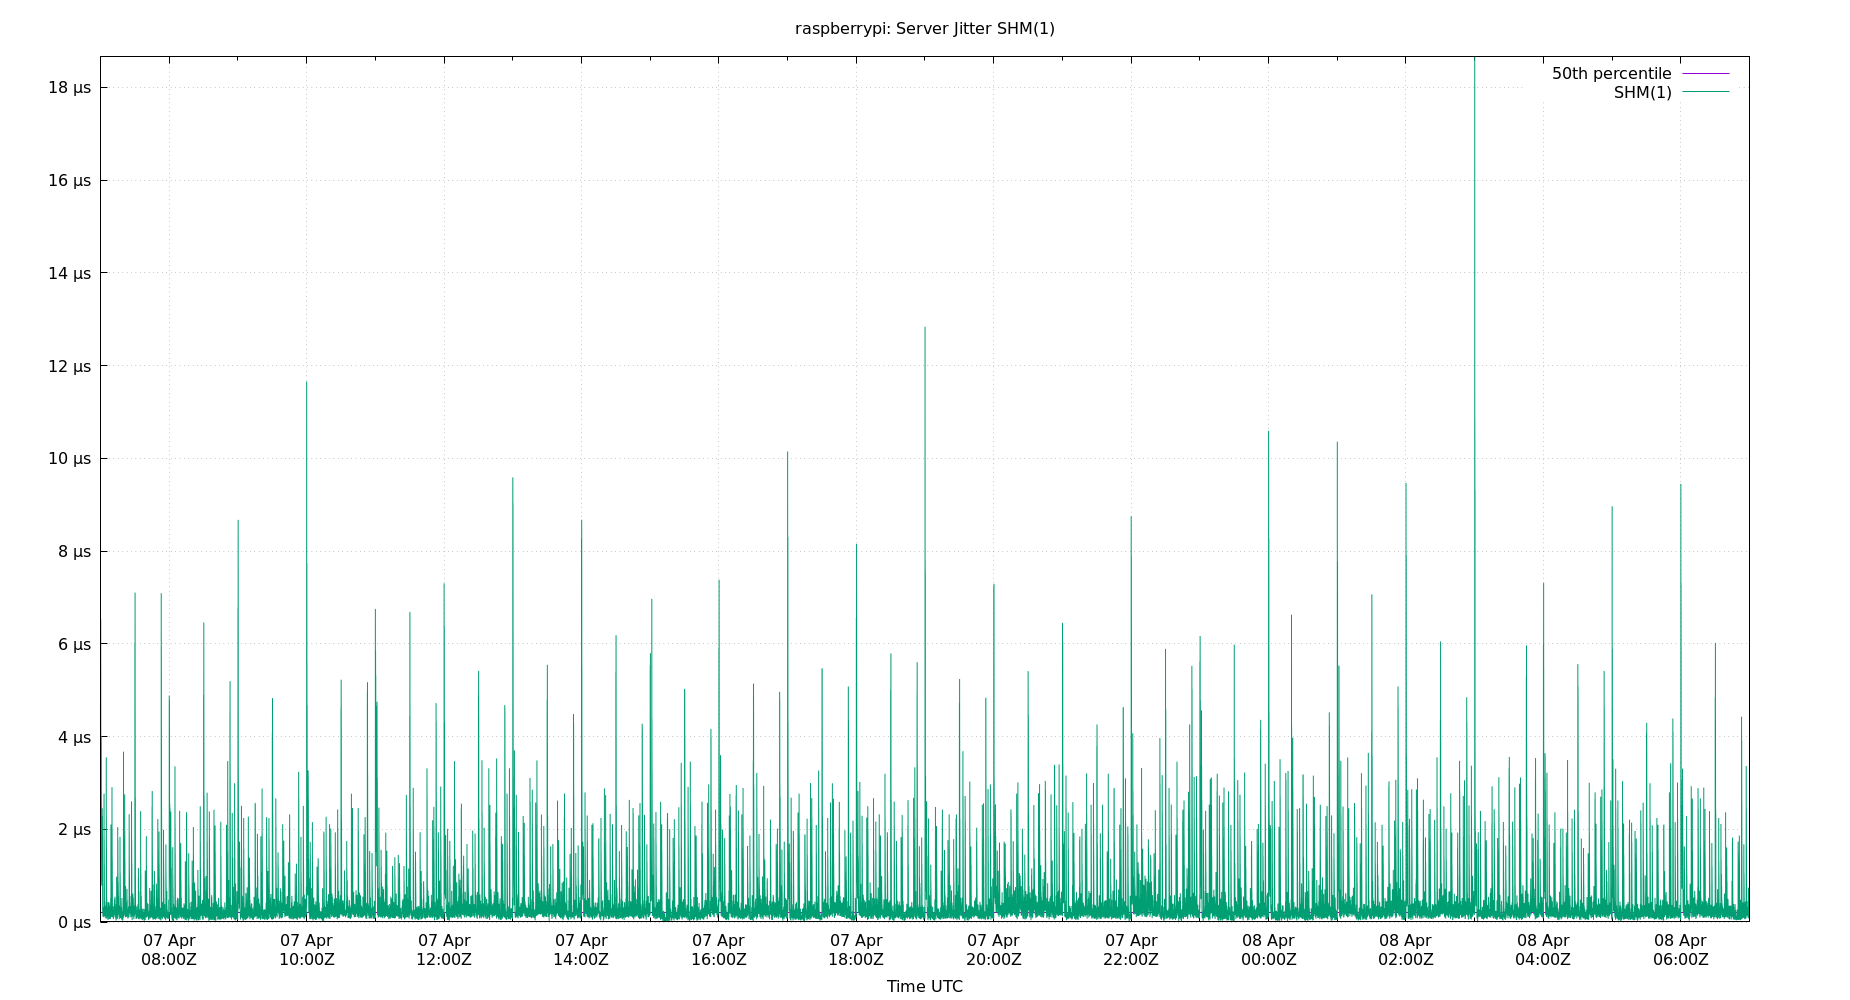 raspberrypi: Server Jitter SHM(1)
50th percentile
SHM(1)
18 µs
16 µs
14 µs
12 µs
10 µs
8 µs
6 µs
4 µs
2 µs
0 µs
07 Apr 07 Apr 07 Apr 07 Apr 07 Apr 07 Apr 07 Apr 07 Apr 08 Apr 08 Apr 08 Apr 08 Apr
08:00Z 10:00Z 12:00Z 14:00Z 16:00Z 18:00Z 20:00Z 22:00Z 00:00Z 02:00Z 04:00Z 06:00Z
Time UTC